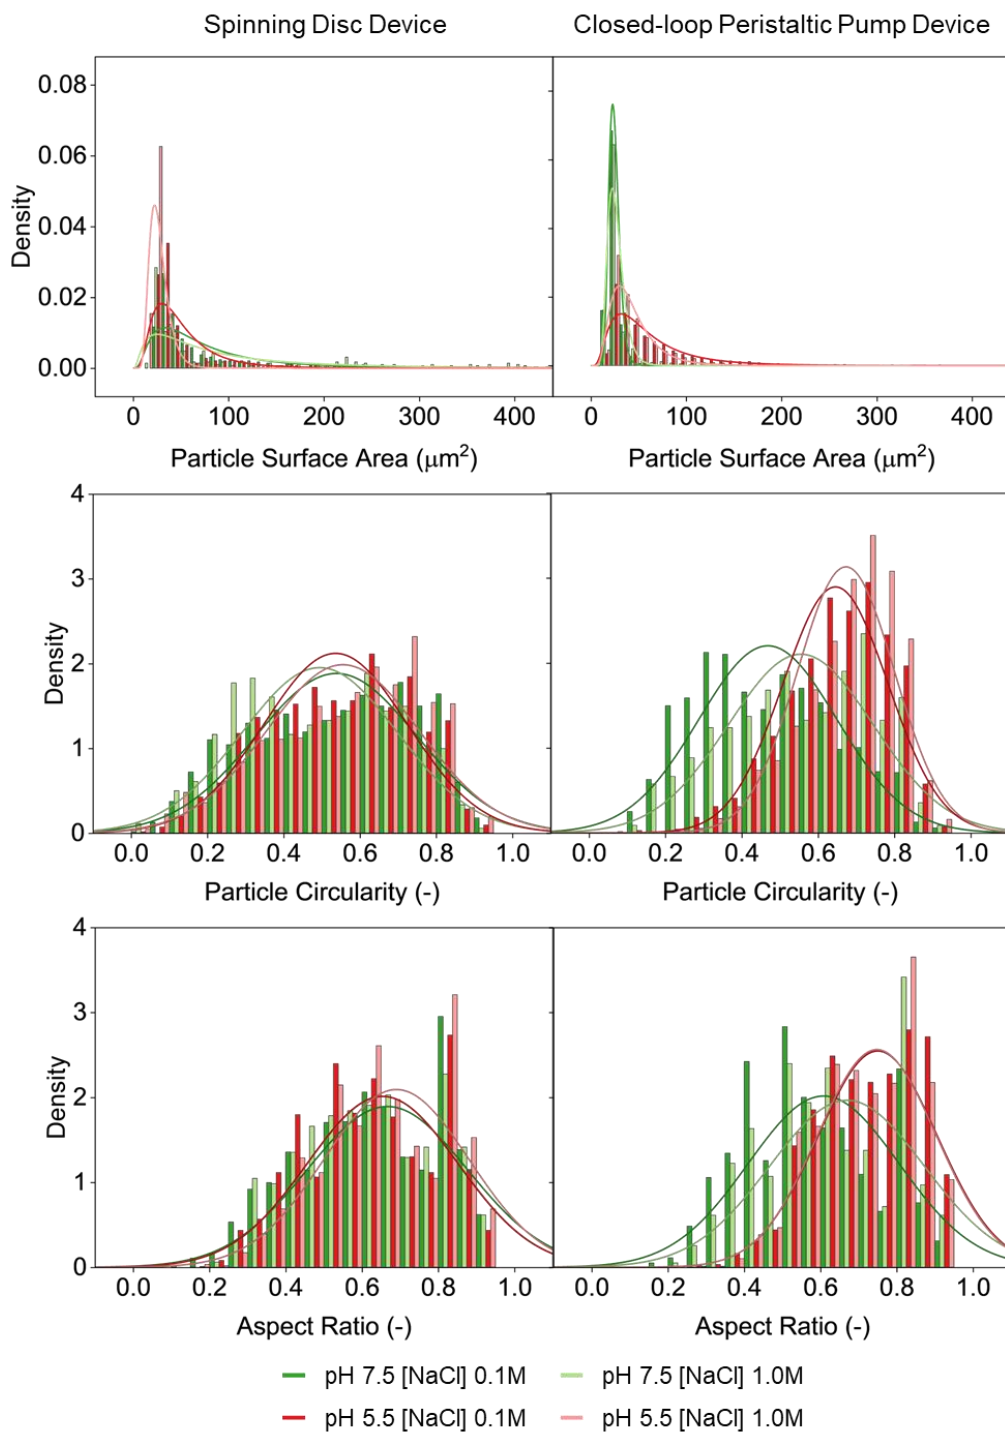 Spinning Disc Device Closed-loop Peristaltic Pump Device
Density
0.08
0.06
0.04
0.02
0.00
0 100 200 300 400 0 100 200 300 400
Particle Surface Area (μm²) Particle Surface Area (μm²)
Density
4
3
2
1
0
0.0 0.2 0.4 0.6 0.8 1.0 0.0 0.2 0.4 0.6 0.8 1.0
Particle Circularity (-) Particle Circularity (-)
Density
4
3
2
1
0
0.0 0.2 0.4 0.6 0.8 1.0 0.0 0.2 0.4 0.6 0.8 1.0
Aspect Ratio (-) Aspect Ratio (-)
pH 7.5 [NaCl] 0.1M pH 7.5 [NaCl] 1.0M
pH 5.5 [NaCl] 0.1M pH 5.5 [NaCl] 1.0M